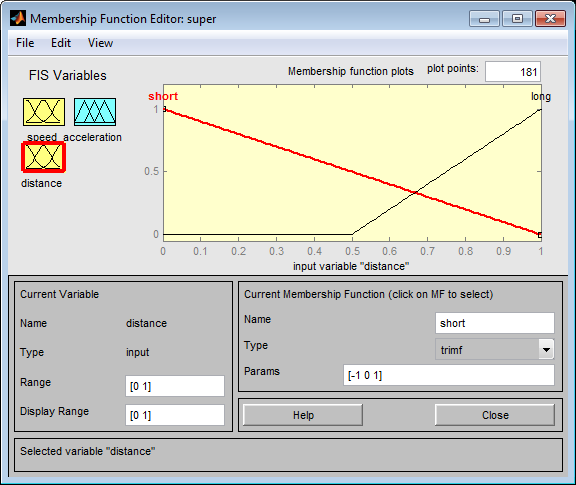 Membership Function Editor: super
File Edit View
FIS Variables
Membership function plots plot points: 181
speed acceleration
distance
short
long
1
0.5
0
0 0.1 0.2 0.3 0.4 0.5 0.6 0.7 0.8 0.9 1
input variable "distance"
Current Variable
Name distance
Type input
Range [0 1]
Display Range [0 1]
Current Membership Function (click on MF to select)
Name short
Type trimf
Params [-1 0 1]
Help Close
Selected variable "distance"